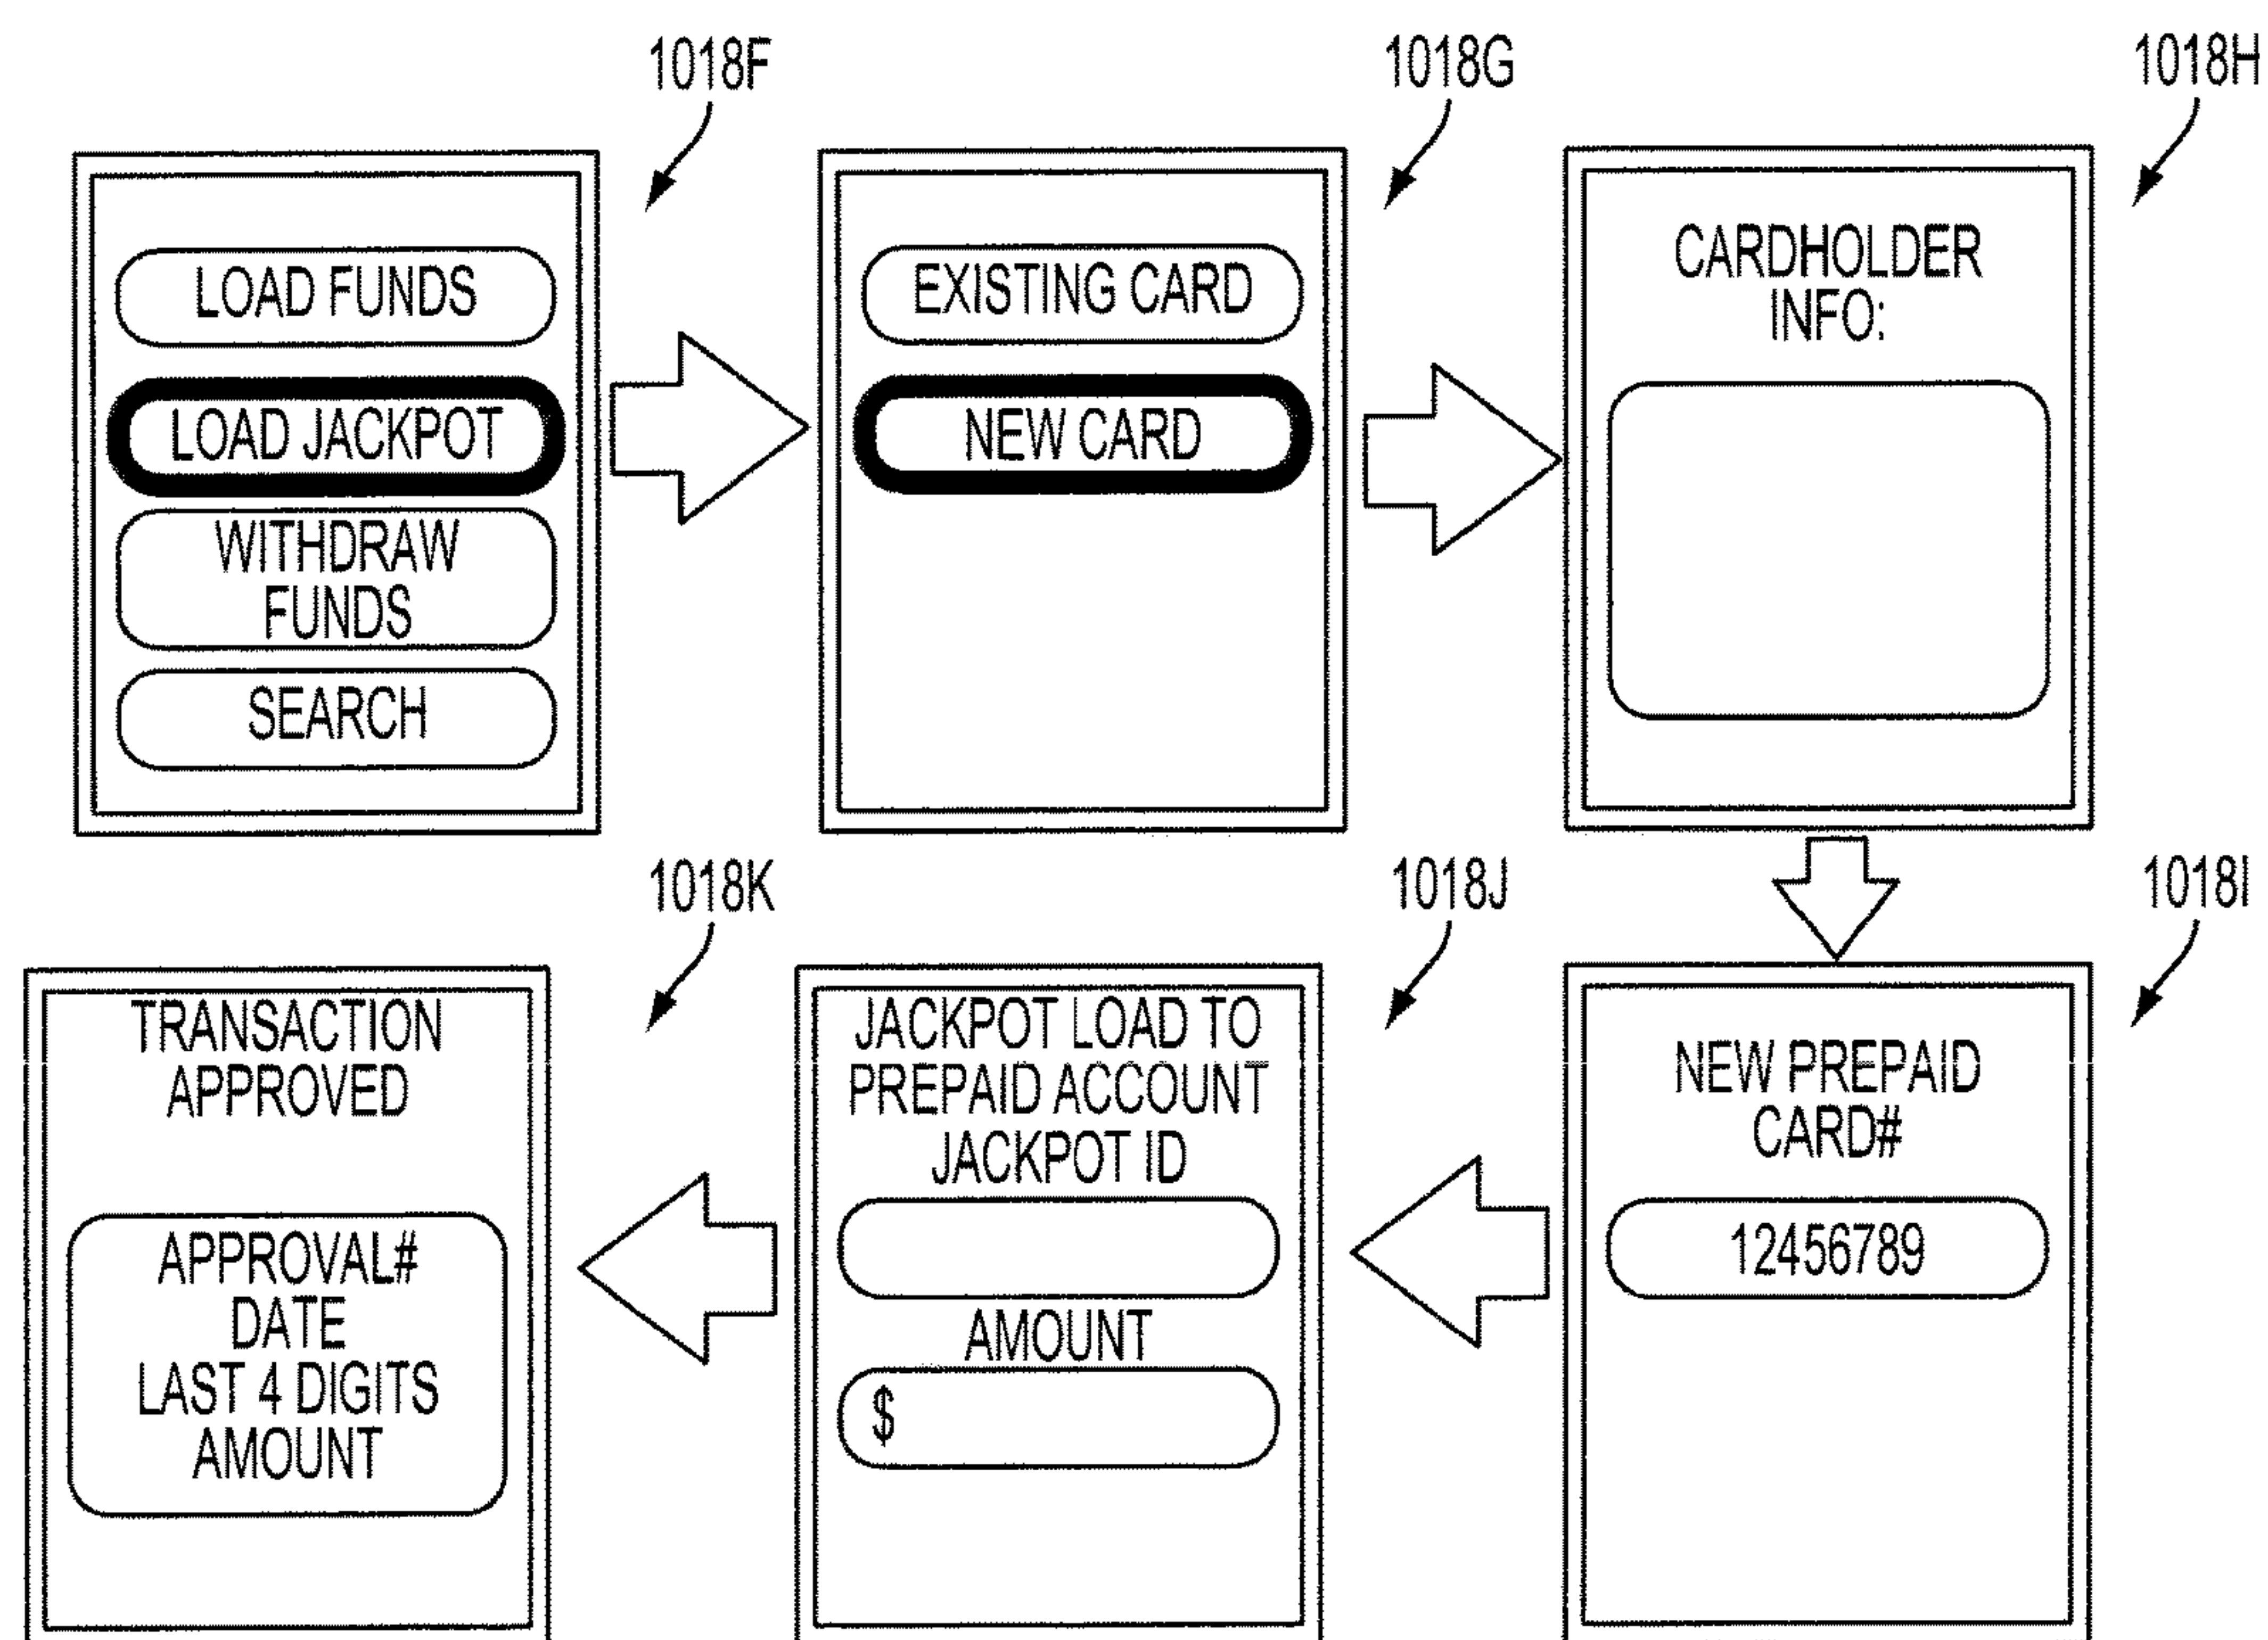 1018F
LOAD FUNDS
LOAD JACKPOT
WITHDRAW
FUNDS
SEARCH
1018G
EXISTING CARD
NEW CARD
1018H
CARDHOLDER
INFO:
1018I
NEW PREPAID
CARD#
12456789
1018J
JACKPOT LOAD TO
PREPAID ACCOUNT
JACKPOT ID
AMOUNT
$
1018K
TRANSACTION
APPROVED
APPROVAL#
DATE
LAST 4 DIGITS
AMOUNT